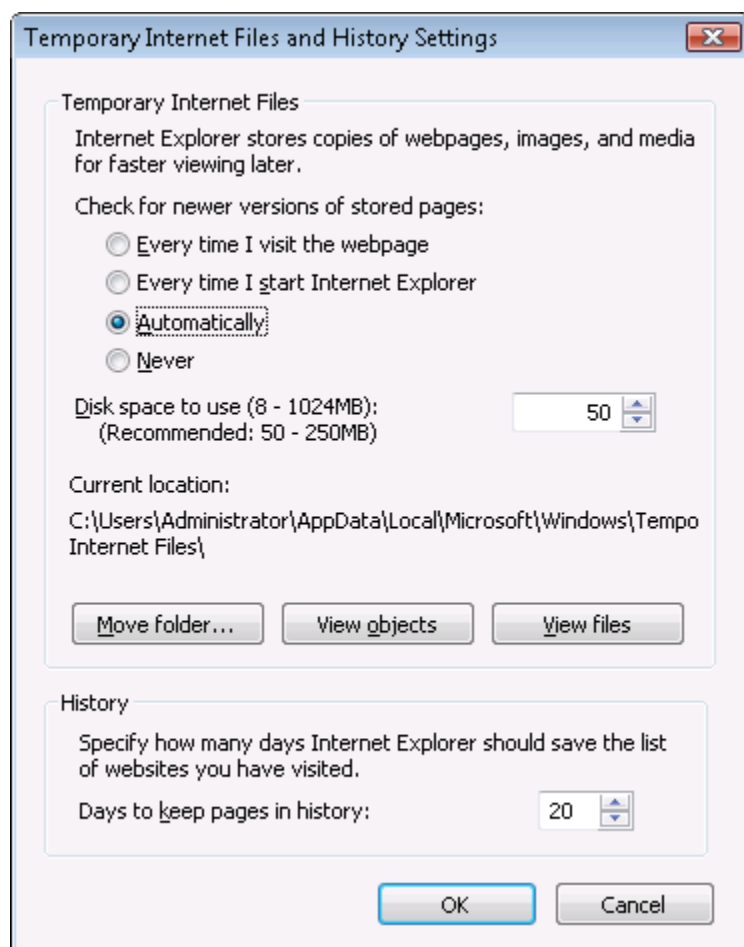 Temporary Internet Files and History Settings
Temporary Internet Files
Internet Explorer stores copies of webpages, images, and media
for faster viewing later.
Check for newer versions of stored pages:
Every time I visit the webpage
Every time I start Internet Explorer
Automatically
Never
Disk space to use (8 - 1024MB): 50
(Recommended: 50 - 250MB)
Current location:
C:\Users\Administrator\AppData\Local\Microsoft\Windows\Tempo
Internet Files\
Move folder... View objects View files
History
Specify how many days Internet Explorer should save the list
of websites you have visited.
Days to keep pages in history: 20
OK Cancel